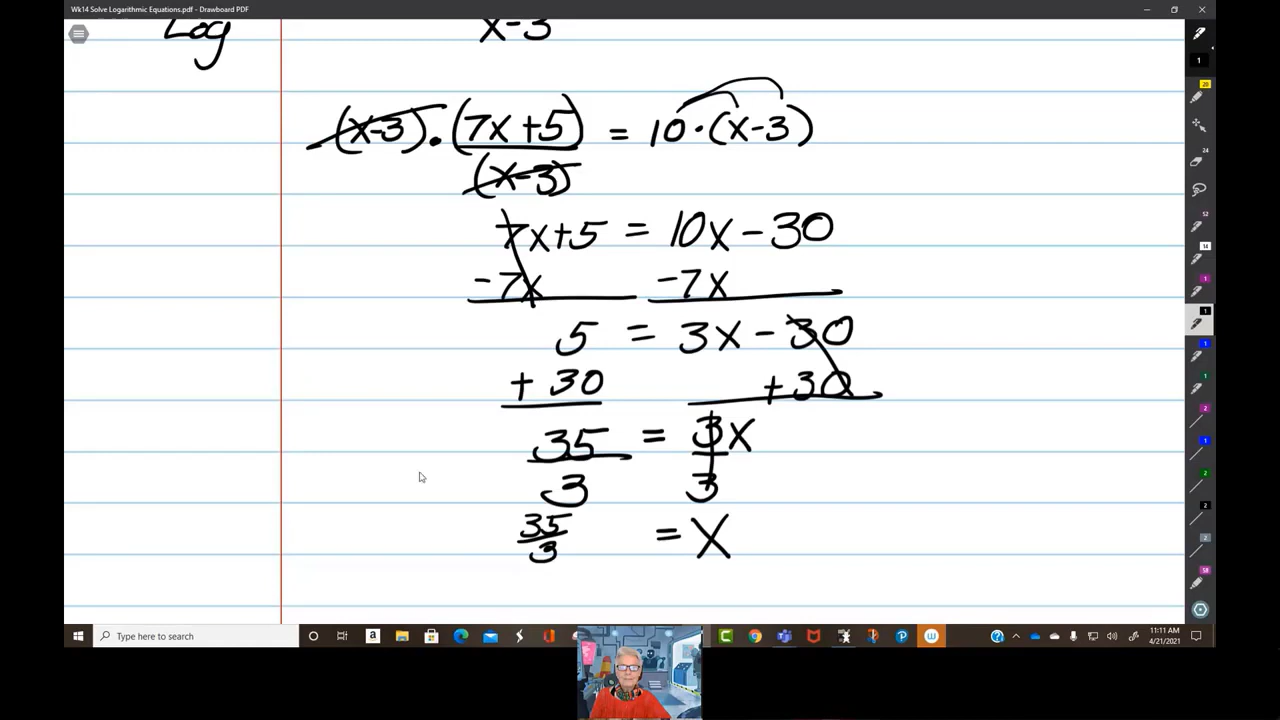 Wk14 Solve Logarithmic Equations.pdf - Drawboard PDF
Log
x-3
(x-3) . (7x+5) = 10 · (x-3)
(x-3)
7x+5 = 10x - 30
-7x -7x
5 = 3x - 30
+ 30 + 30
35 = 3x
3 3
35/3 = x
Type here to search
11:11 AM
4/21/2021